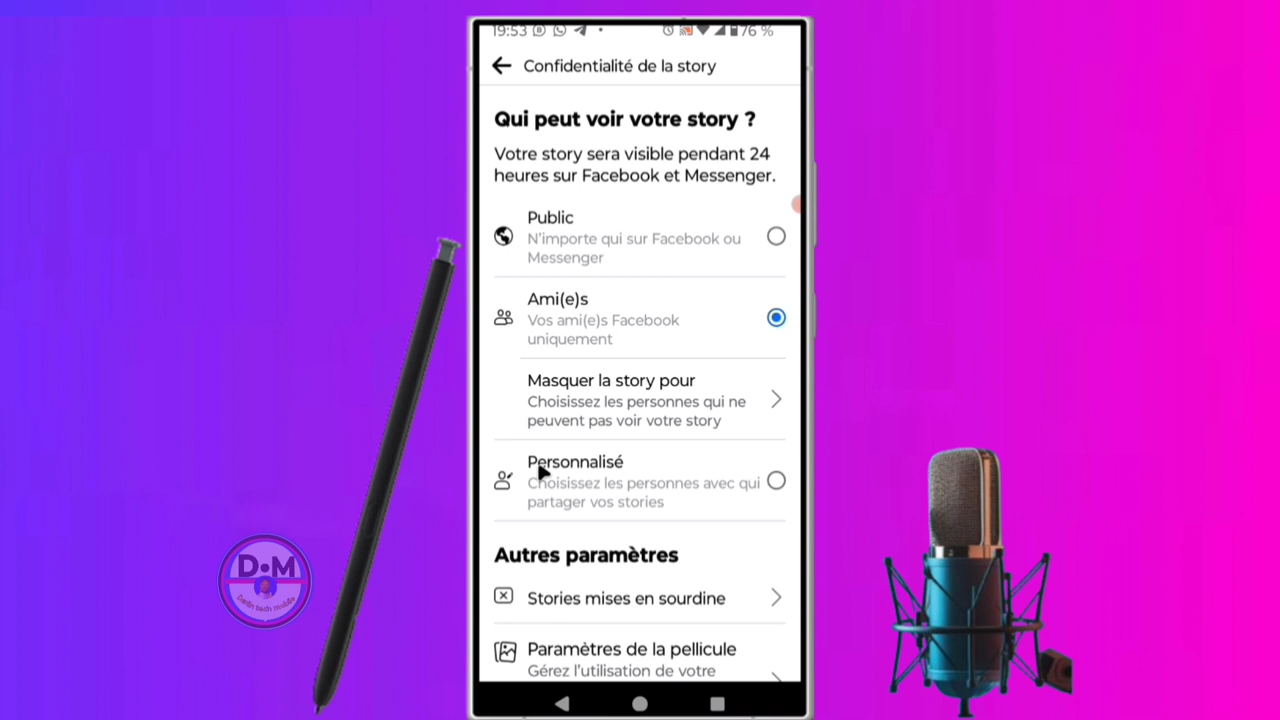 19:53 76 %
Confidentialité de la story
Qui peut voir votre story ?
Votre story sera visible pendant 24
heures sur Facebook et Messenger.
Public
N'importe qui sur Facebook ou
Messenger
Ami(e)s
Vos ami(e)s Facebook
uniquement
Masquer la story pour
Choisissez les personnes qui ne
peuvent pas voir votre story
Personnalisé
Choisissez les personnes avec qui
partager vos stories
Autres paramètres
Stories mises en sourdine
Paramètres de la pellicule
Gérez l'utilisation de votre
D•M
tech mobile